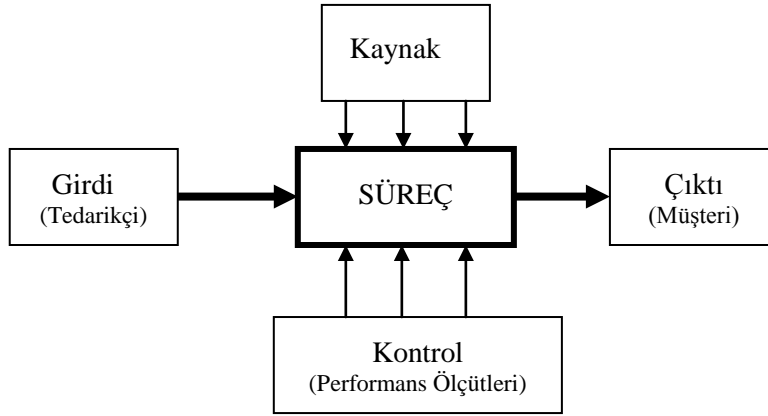 Kaynak
Girdi
(Tedarikçi)
SÜREÇ
Çıktı
(Müşteri)
Kontrol
(Performans Ölçütleri)